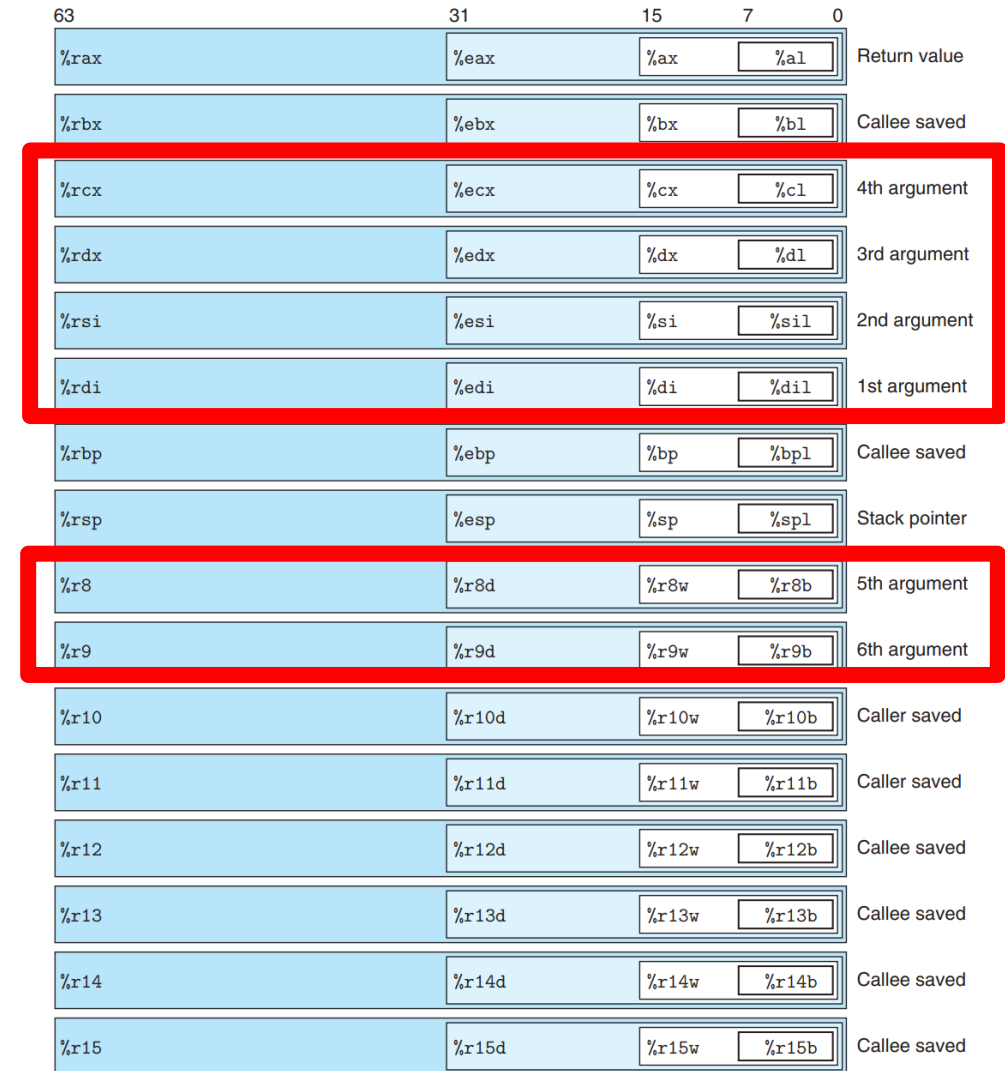 63 31 15 7 0
%rax %eax %ax %al Return value
%rbx %ebx %bx %bl Callee saved
%rcx %ecx %cx %cl 4th argument
%rdx %edx %dx %dl 3rd argument
%rsi %esi %si %sil 2nd argument
%rdi %edi %di %dil 1st argument
%rbp %ebp %bp %bpl Callee saved
%rsp %esp %sp %spl Stack pointer
%r8 %r8d %r8w %r8b 5th argument
%r9 %r9d %r9w %r9b 6th argument
%r10 %r10d %r10w %r10b Caller saved
%r11 %r11d %r11w %r11b Caller saved
%r12 %r12d %r12w %r12b Callee saved
%r13 %r13d %r13w %r13b Callee saved
%r14 %r14d %r14w %r14b Callee saved
%r15 %r15d %r15w %r15b Callee saved